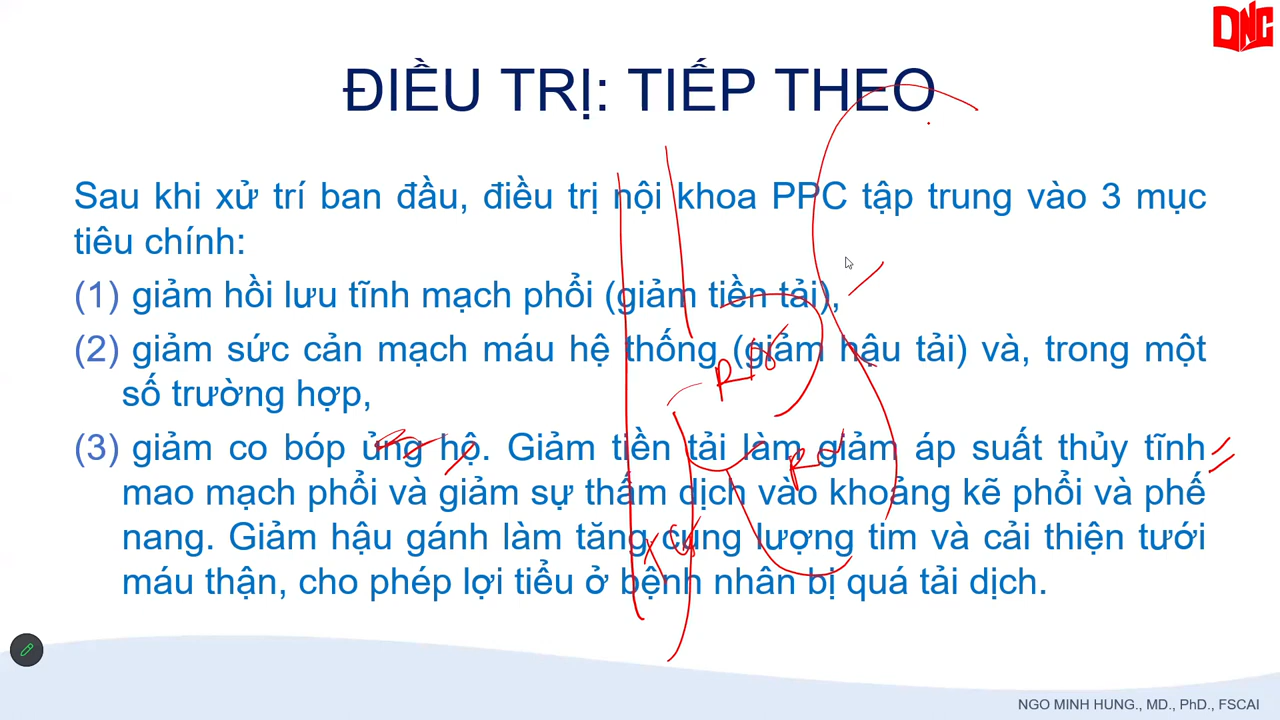 DNC
ĐIỀU TRỊ: TIẾP THEO
Sau khi xử trí ban đầu, điều trị nội khoa PPC tập trung vào 3 mục
tiêu chính:
(1) giảm hồi lưu tĩnh mạch phổi (giảm tiền tải),
(2) giảm sức cản mạch máu hệ thống (giảm hậu tải) và, trong một
số trường hợp,
(3) giảm co bóp ủng hộ. Giảm tiền tải làm giảm áp suất thủy tĩnh
mao mạch phổi và giảm sự thấm dịch vào khoảng kẽ phổi và phế
nang. Giảm hậu gánh làm tăng cung lượng tim và cải thiện tưới
máu thận, cho phép lợi tiểu ở bệnh nhân bị quá tải dịch.
NGO MINH HUNG., MD., PhD., FSCAI